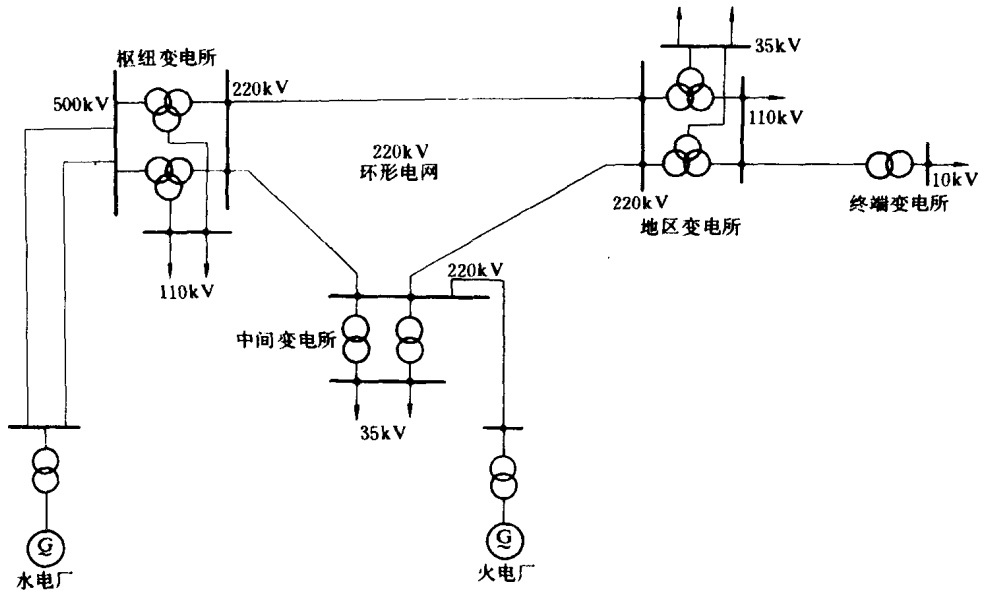 35kV
枢纽变电所
500kV
220kV
110kV
220kV
环形电网
10kV
220kV
地区变电所
终端变电所
220kV
110kV
中间变电所
35kV
G
水电厂
G
火电厂